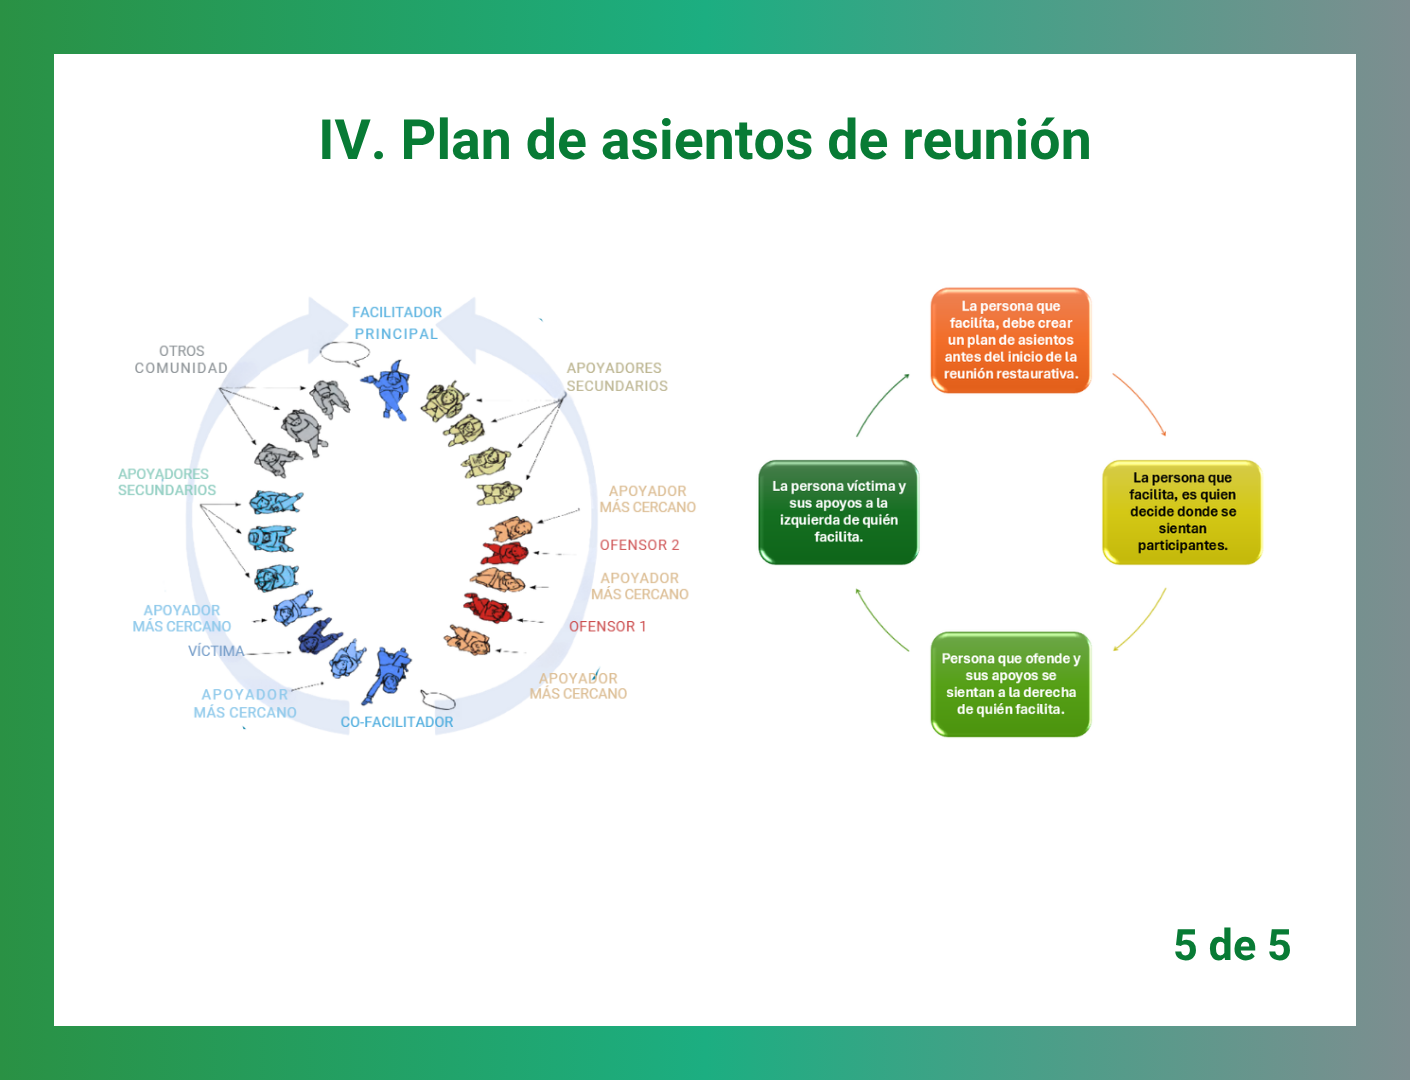 IV. Plan de asientos de reunión
FACILITADOR
PRINCIPAL
OTROS
COMUNIDAD
APOYADORES
SECUNDARIOS
APOYADORES
SECUNDARIOS
APOYADOR
MÁS CERCANO
OFENSOR 2
APOYADOR
MÁS CERCANO
OFENSOR 1
APOYADOR
MÁS CERCANO
APOYADOR
MÁS CERCANO
VÍCTIMA
APOYADOR
MÁS CERCANO
CO-FACILITADOR
La persona que
facilíta, debe crear
un plan de asientos
antes del inicio de la
reunión restaurativa.
La persona que
facilita, es quien
decide donde se
sientan
participantes.
Persona que ofende y
sus apoyos se
sientan a la derecha
de quién facilita.
La persona víctima y
sus apoyos a la
izquierda de quién
facilita.
5 de 5